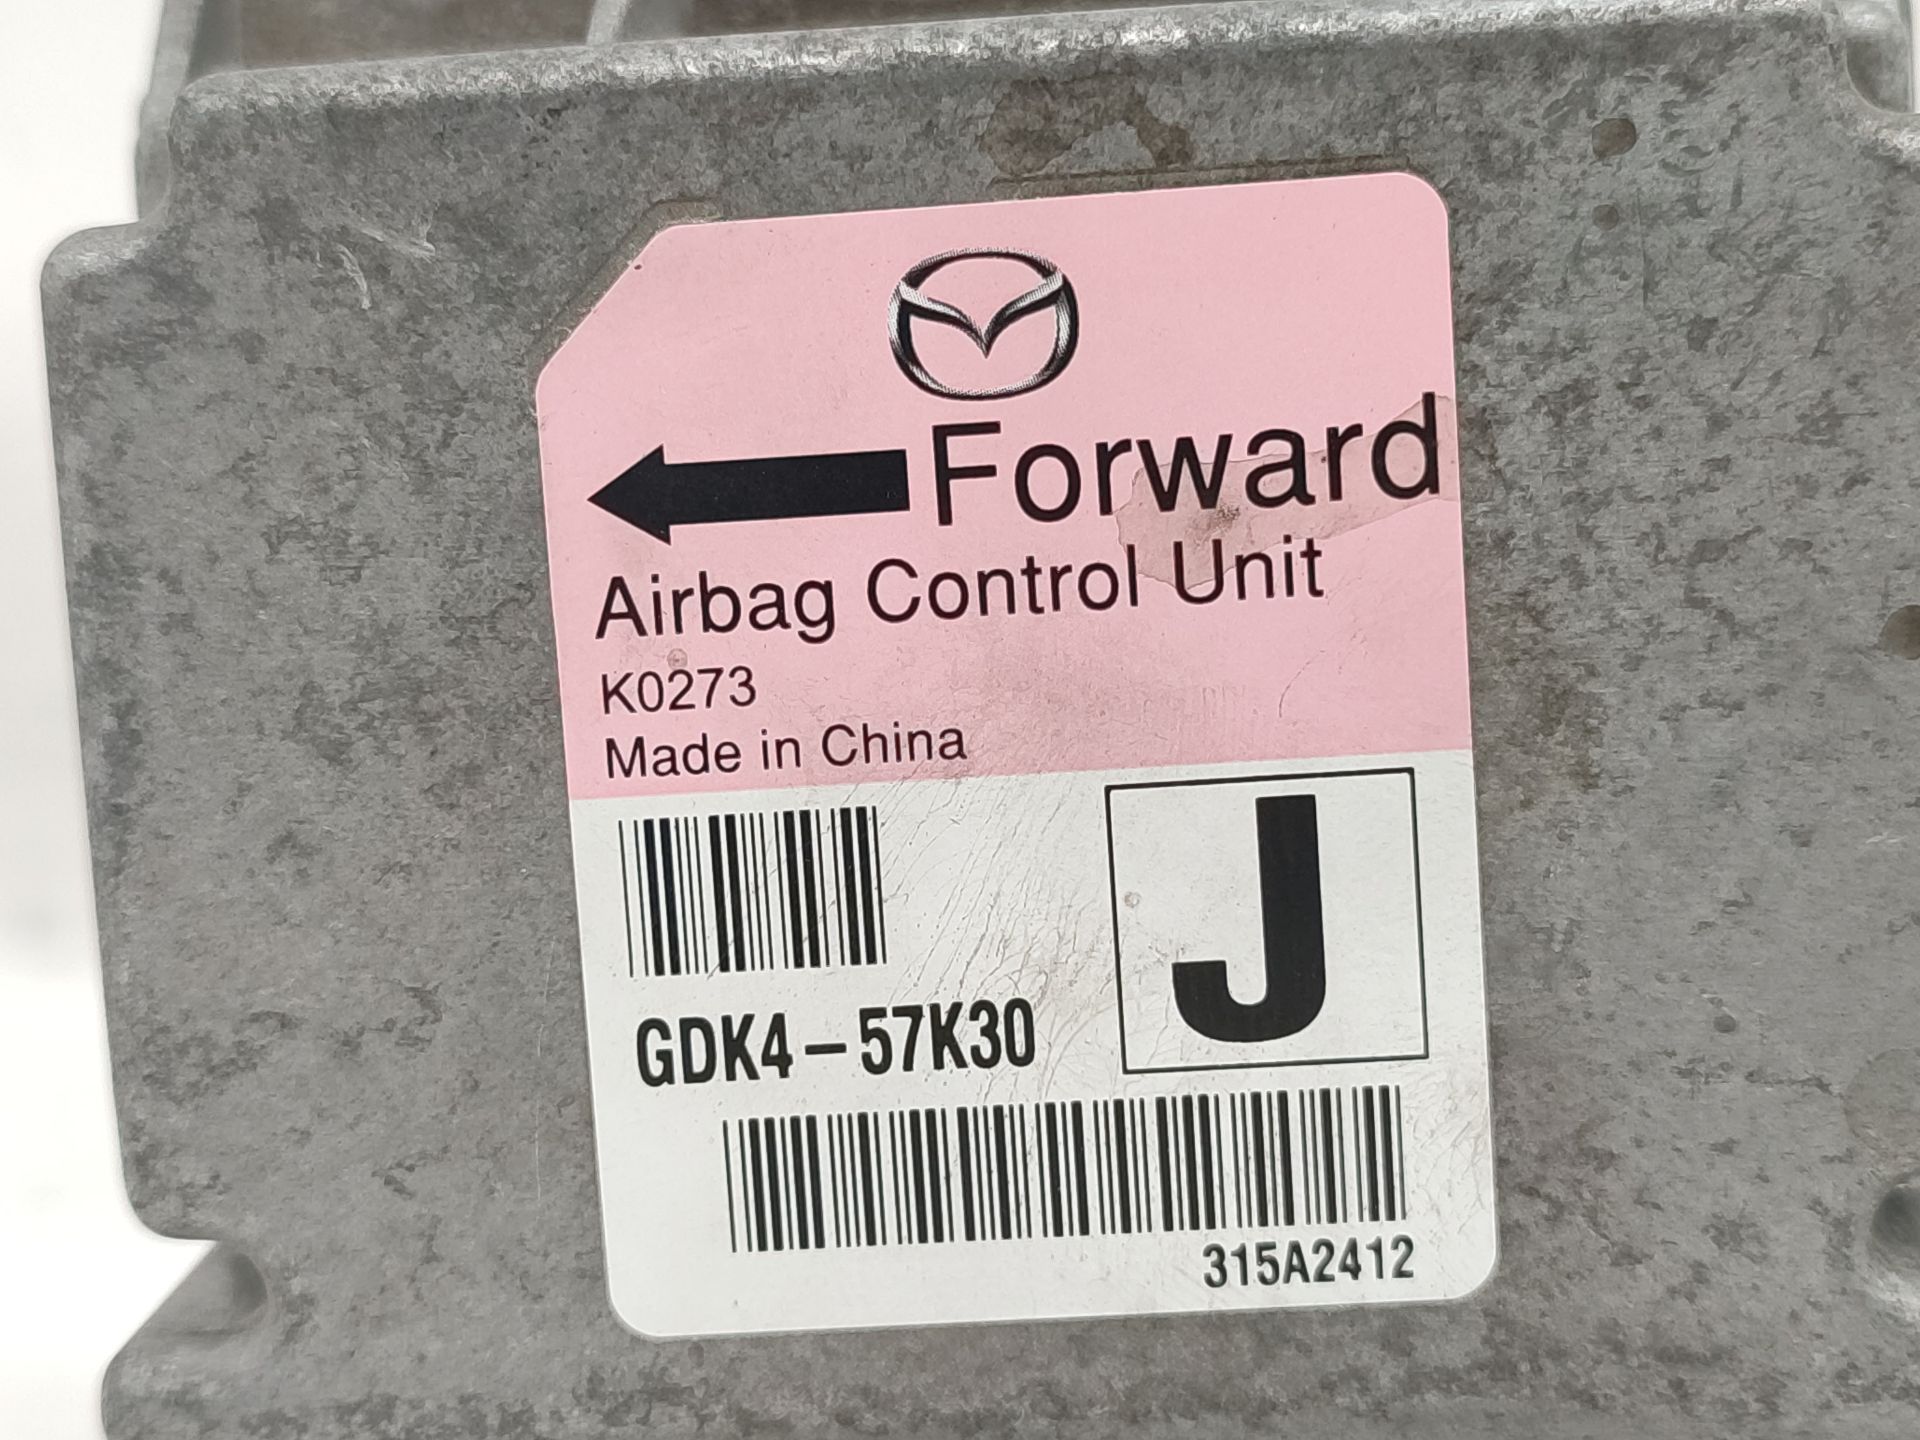 Forward
Airbag Control Unit
K0273
Made in China
J
GDK4-57K30
315A2412